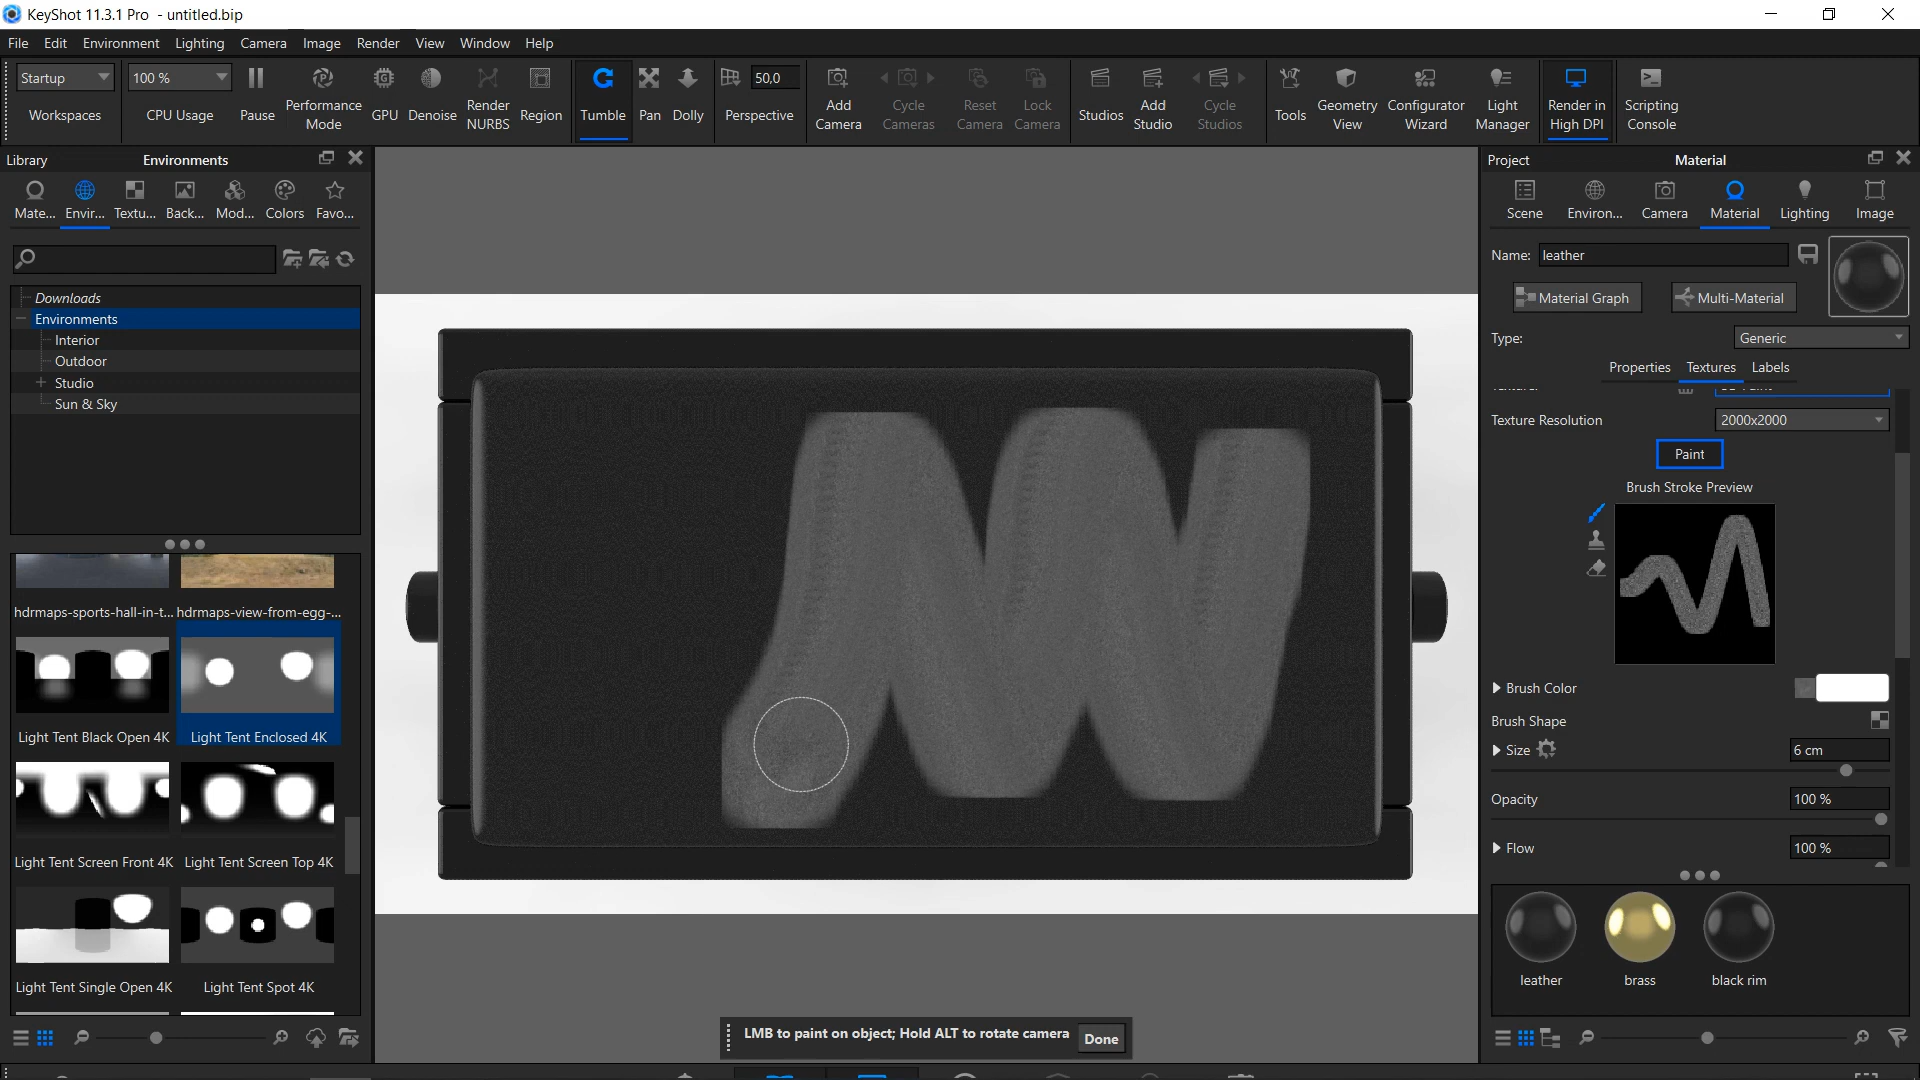 KeyShot 11.3.1 Pro - untitled.bip
File Edit Environment Lighting Camera Image Render View Window Help
Startup
Workspaces
100 %
CPU Usage
Pause
Performance
Mode
GPU
Denoise
Render
NURBS
Region
Tumble
Pan
Dolly
50.0
Perspective
Add
Camera
Cycle
Cameras
Reset
Camera
Lock
Camera
Studios
Add
Studio
Cycle
Studios
Tools
Geometry
View
Configurator
Wizard
Light
Manager
Render in
High DPI
Scripting
Console
Library Environments
Mate... Envir... Textu... Back... Mod... Colors Favo...
Downloads
Environments
Interior
Outdoor
Studio
Sun & Sky
hdrmaps-sports-hall-in-t... hdrmaps-view-from-egg-...
Light Tent Black Open 4K Light Tent Enclosed 4K
Light Tent Screen Front 4K Light Tent Screen Top 4K
Light Tent Single Open 4K Light Tent Spot 4K
LMB to paint on object; Hold ALT to rotate camera Done
Project Material
Scene Environ... Camera Material Lighting Image
Name: leather
Material Graph Multi-Material
Type: Generic
Properties Textures Labels
Texture Resolution 2000x2000
Paint
Brush Stroke Preview
Brush Color
Brush Shape
Size 6 cm
Opacity 100 %
Flow 100 %
leather brass black rim